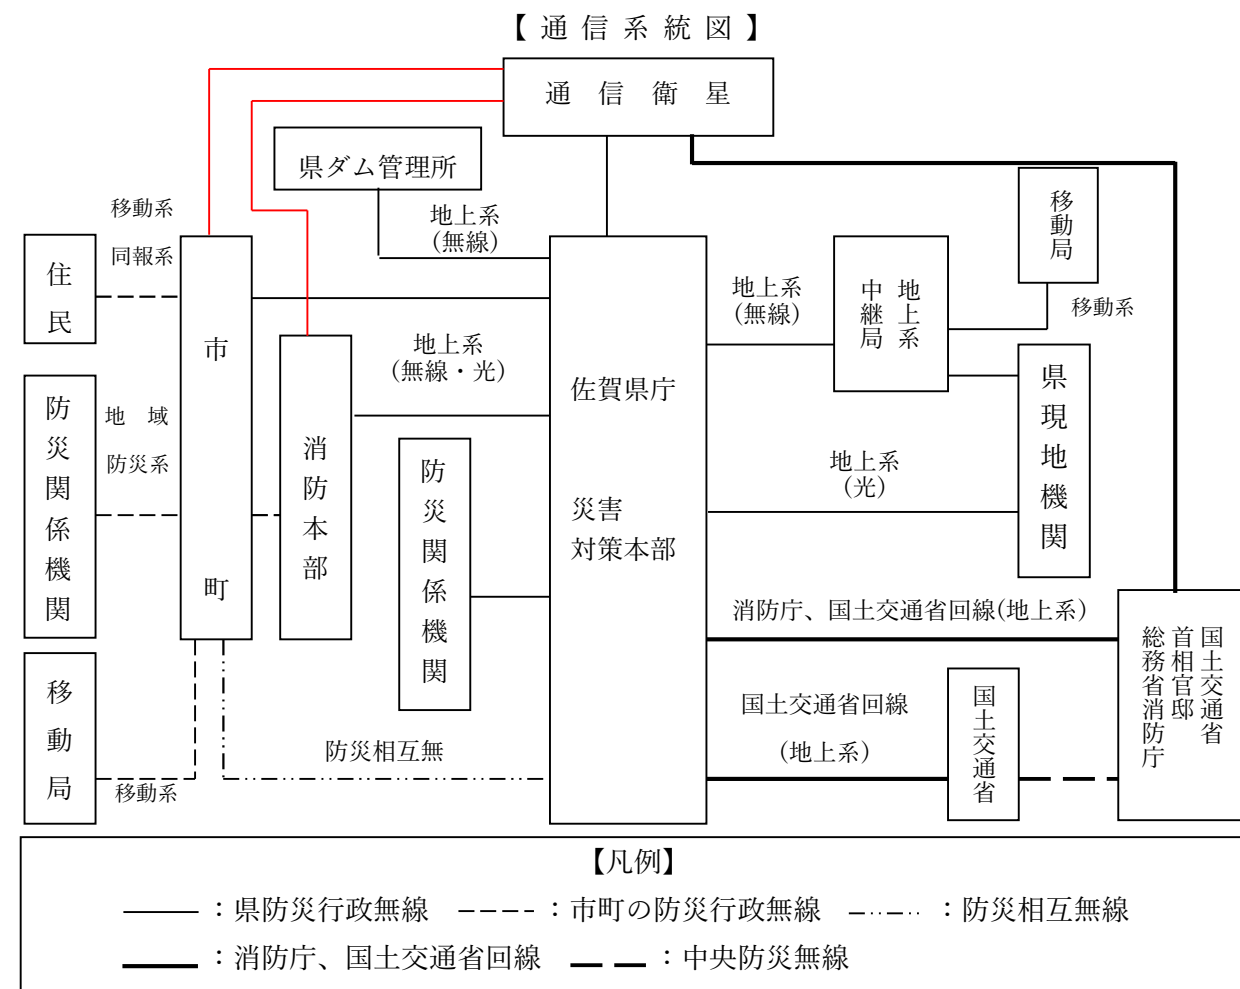 【 通 信 系 統 図 】
通 信 衛 星
県ダム管理所
移動系
同報系
住民
市町
地上系
(無線)
地上系
(無線・光)
防災関係機関
地 域
防災系
消防本部
防災関係機関
移動局
移動系
防災相互無
佐賀県庁
災害
対策本部
地上系
(無線)
地上系
中継局
移動局
移動系
県現地機関
地上系
(光)
消防庁、国土交通省回線(地上系)
国土交通省回線
(地上系)
国土交通省
国土交通省
首相官邸
総務省消防庁
【凡例】
：県防災行政無線
：市町の防災行政無線
：防災相互無線
：消防庁、国土交通省回線
：中央防災無線